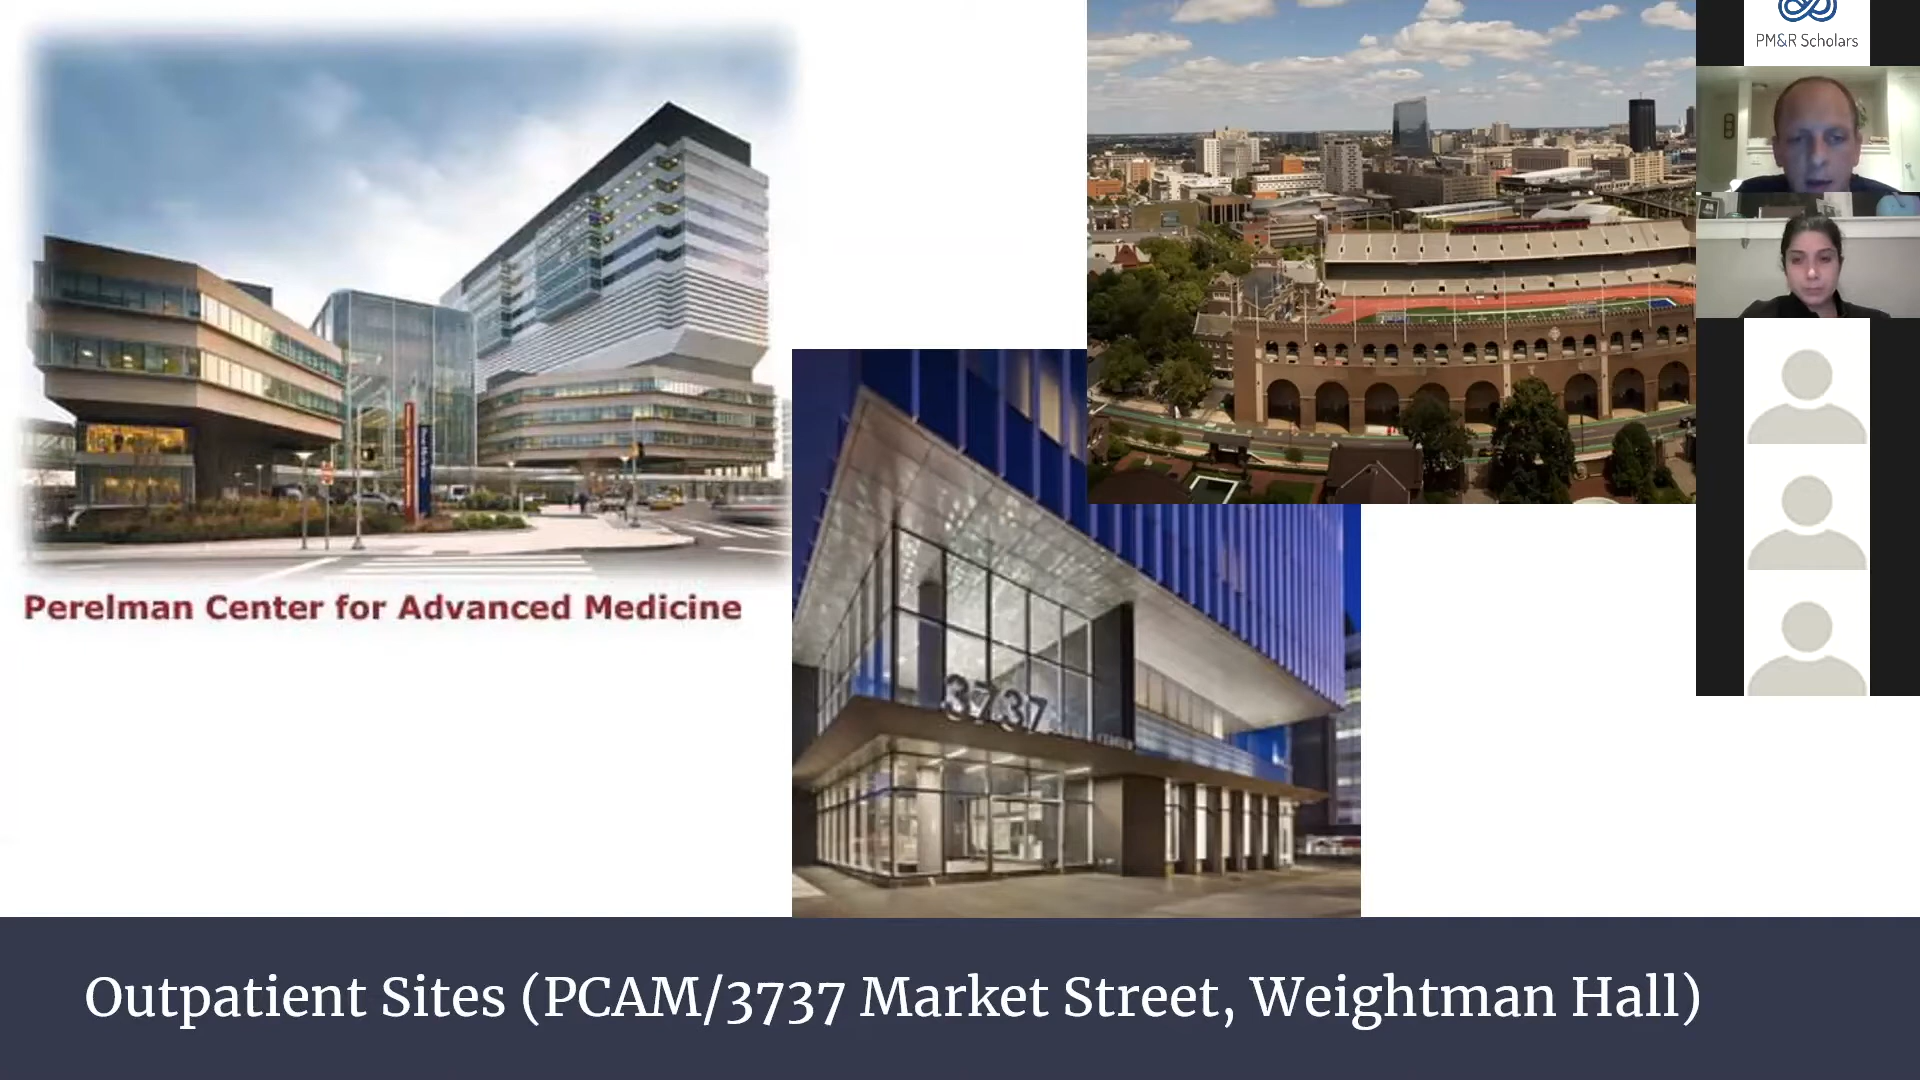 PM&R Scholars
Perelman Center for Advanced Medicine
3737
Outpatient Sites (PCAM/3737 Market Street, Weightman Hall)